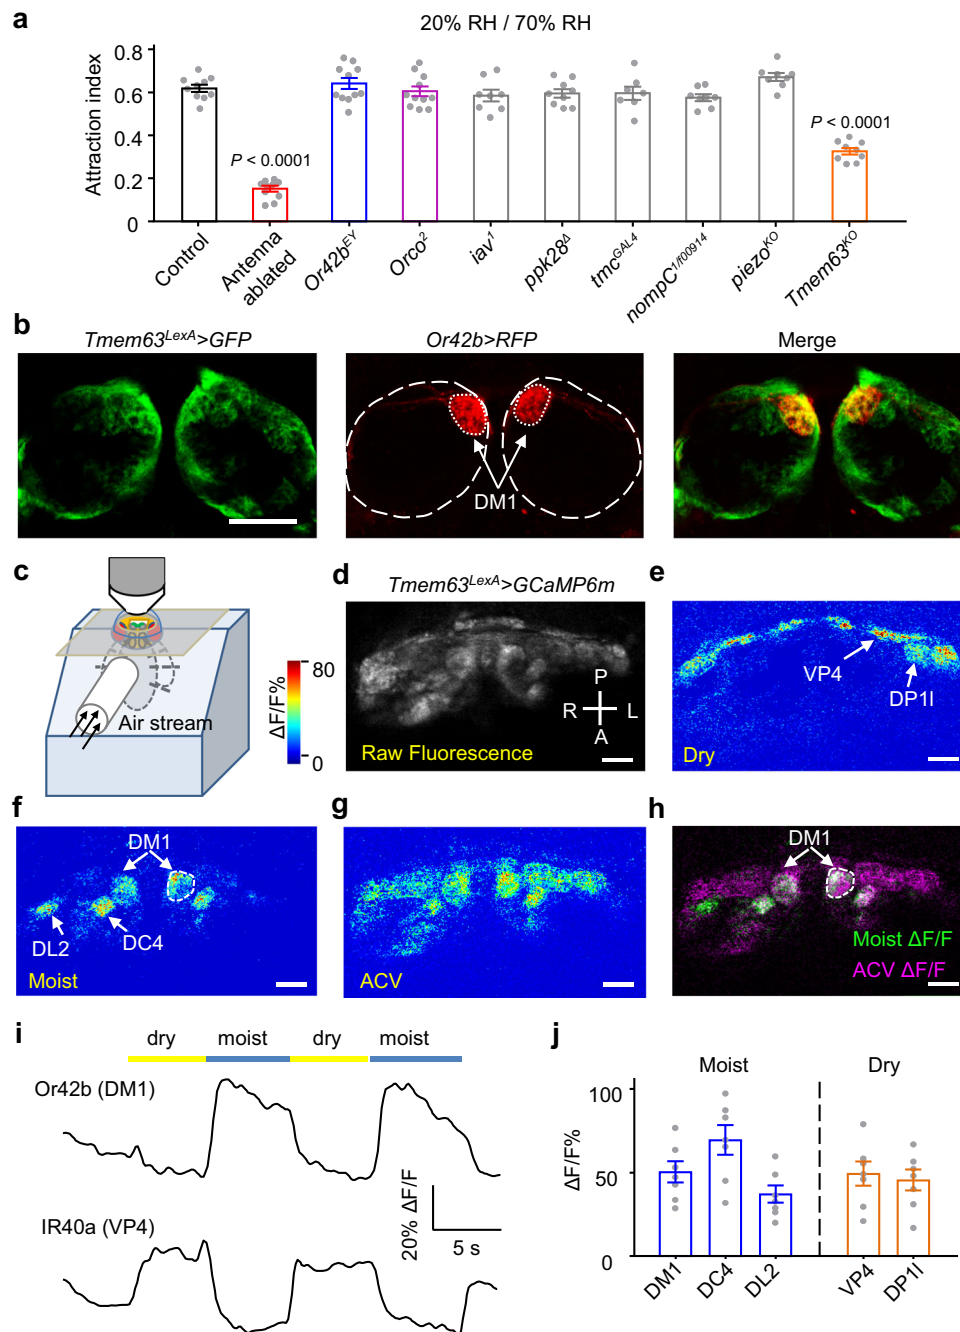 a
20% RH / 70% RH
Attraction index
0.8
0.6
0.4
0.2
0
P < 0.0001
P < 0.0001
Control
Antenna ablated
Or42b^EY
Orco^2
iav^1
ppk28^Δ
tmc^GAL4
nompC^1/f00914
piezo^KO
Tmem63^KO
b
Tmem63^LexA>GFP
Or42b>RFP
Merge
DM1
c
Air stream
80
0
ΔF/F%
d
Tmem63^LexA>GCaMP6m
P
R
L
A
Raw Fluorescence
e
VP4
DP1l
Dry
f
DM1
DL2
DC4
Moist
g
ACV
h
DM1
Moist ΔF/F
ACV ΔF/F
i
dry
moist
dry
moist
Or42b (DM1)
IR40a (VP4)
20% ΔF/F
5 s
j
Moist
Dry
ΔF/F%
100
50
0
DM1
DC4
DL2
VP4
DP1l